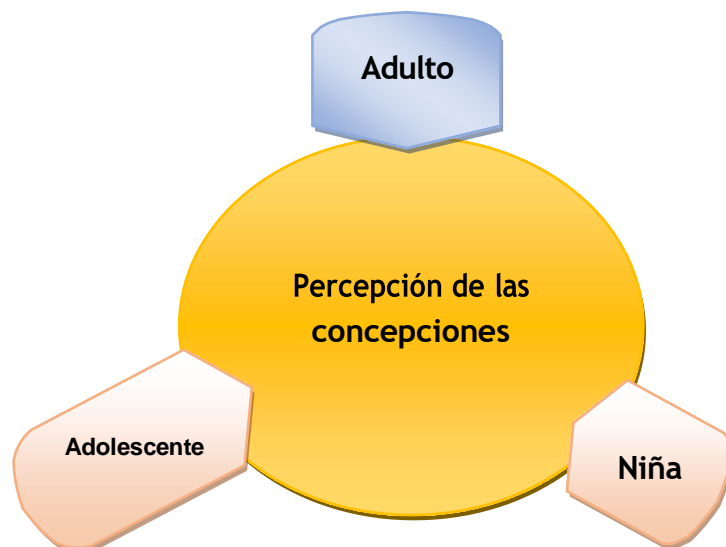 Adulto
Percepción de las
concepciones
Adolescente
Niña